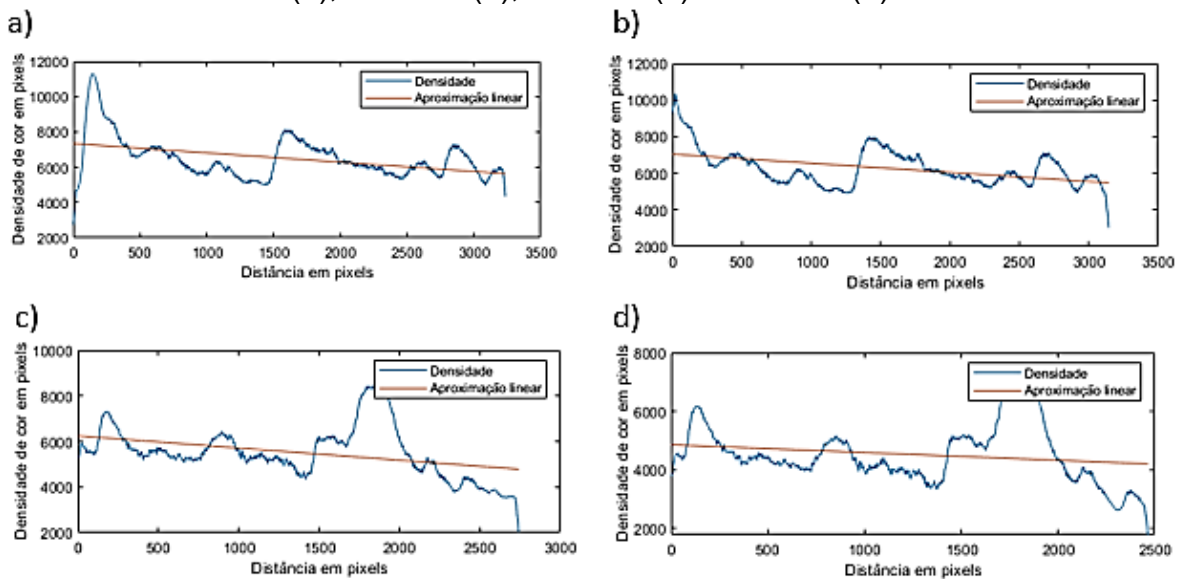 a)
Densidade de cor em pixels
12000
10000
8000
6000
4000
2000
Densidade
Aproximação linear
0 500 1000 1500 2000 2500 3000 3500
Distância em pixels
b)
Densidade de cor em pixels
12000
10000
8000
6000
4000
2000
Densidade
Aproximação linear
0 500 1000 1500 2000 2500 3000 3500
Distância em pixels
c)
Densidade de cor em pixels
10000
8000
6000
4000
2000
Densidade
Aproximação linear
0 500 1000 1500 2000 2500 3000
Distância em pixels
d)
Densidade de cor em pixels
8000
6000
4000
2000
Densidade
Aproximação linear
0 500 1000 1500 2000 2500
Distância em pixels